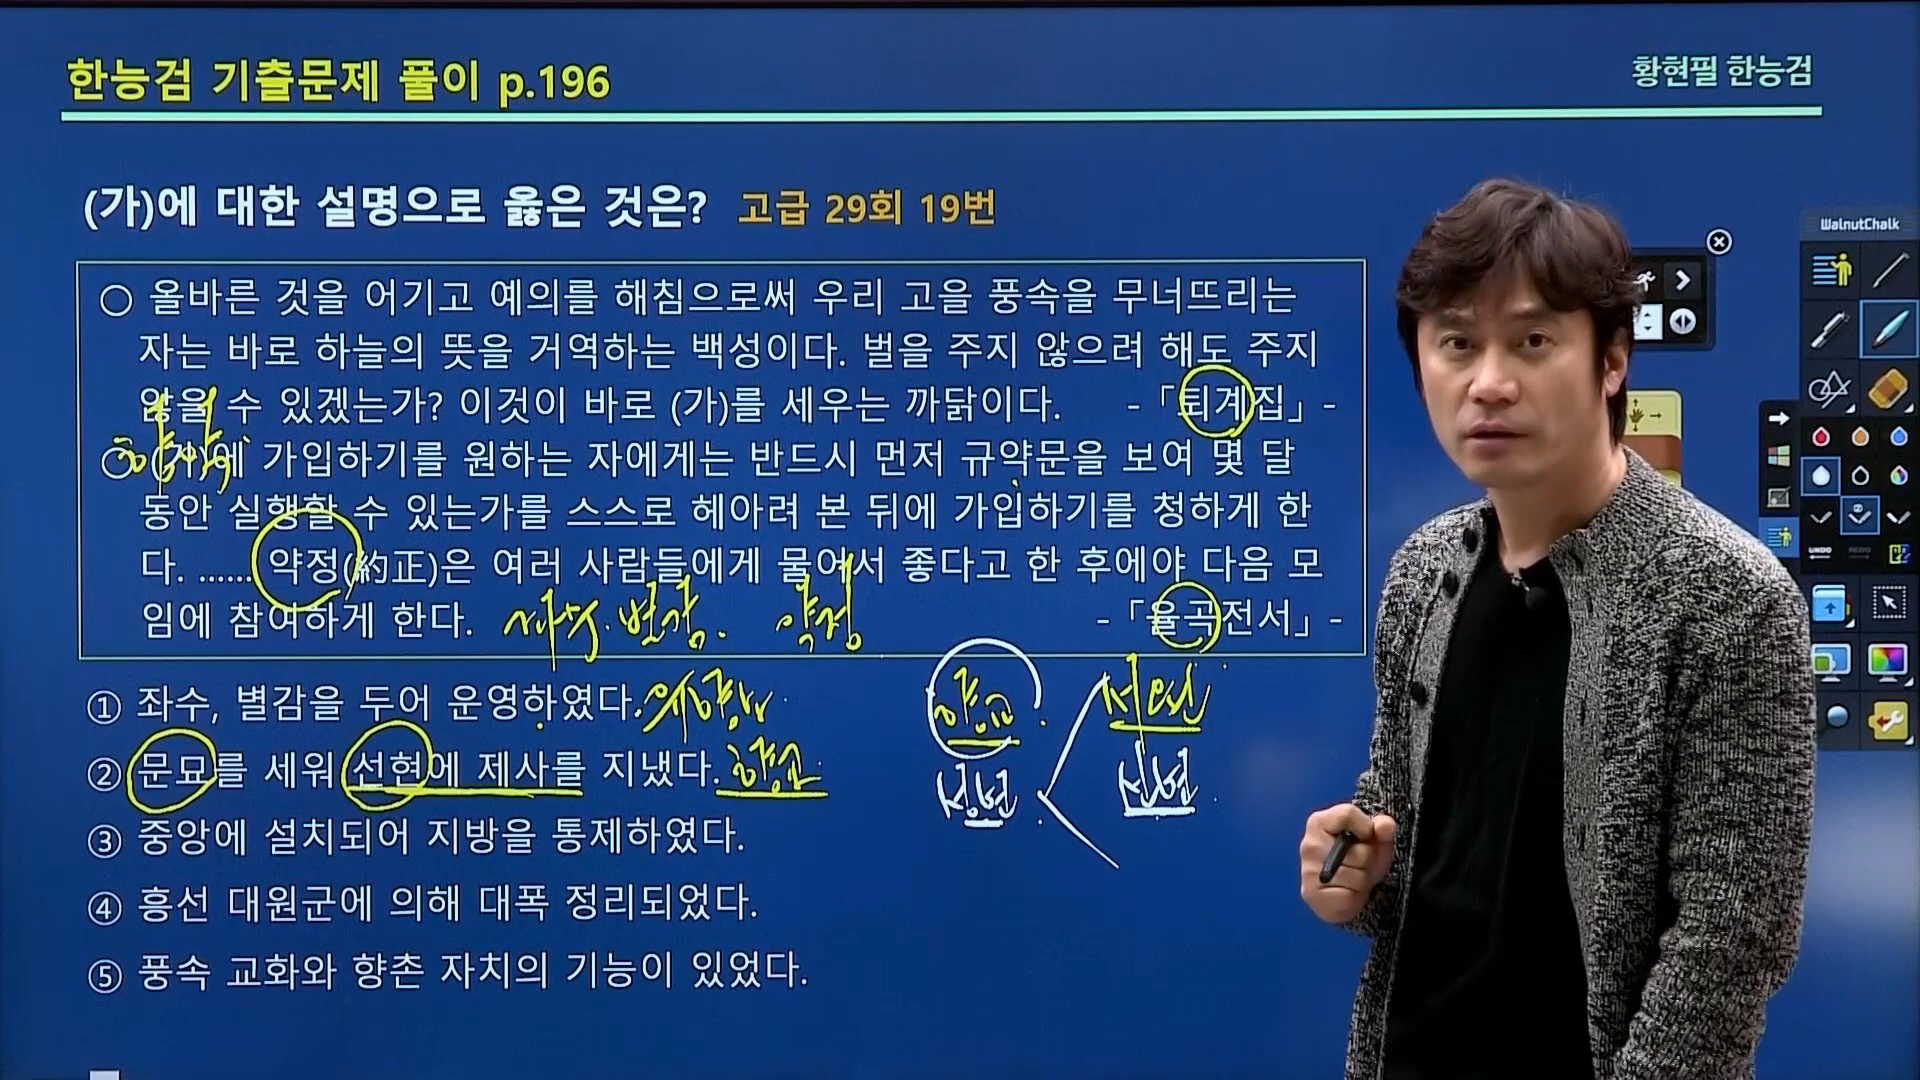 한능검 기출문제 풀이 p.196
황현필 한능검
(가)에 대한 설명으로 옳은 것은? 고급 29회 19번
○ 올바른 것을 어기고 예의를 해침으로써 우리 고을 풍속을 무너뜨리는
자는 바로 하늘의 뜻을 거역하는 백성이다. 벌을 주지 않으려 해도 주지
않을 수 있겠는가? 이것이 바로 (가)를 세우는 까닭이다. -「퇴계집」-
향약
○ (가)에 가입하기를 원하는 자에게는 반드시 먼저 규약문을 보여 몇 달
동안 실행할 수 있는가를 스스로 헤아려 본 뒤에 가입하기를 청하게 한
다. ...... 약정(約正)은 여러 사람들에게 물어서 좋다고 한 후에야 다음 모
임에 참여하게 한다. 좌수. 별감. 약정 -「율곡전서」-
① 좌수, 별감을 두어 운영하였다. 유향소
향교 서원
② 문묘를 세워 선현에 제사를 지냈다. 향교
성현 선현
③ 중앙에 설치되어 지방을 통제하였다.
④ 흥선 대원군에 의해 대폭 정리되었다.
⑤ 풍속 교화와 향촌 자치의 기능이 있었다.
WalnutChalk
UNDO
REDO